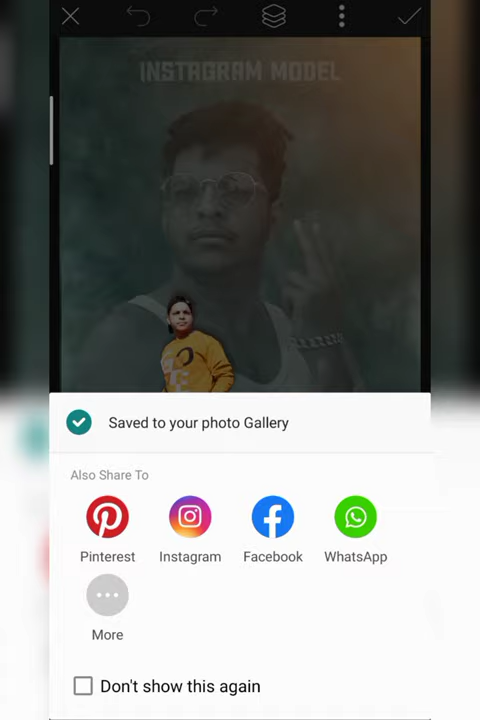 INSTAGRAM MODEL
Saved to your photo Gallery
Also Share To
Pinterest Instagram Facebook WhatsApp
More
Don't show this again